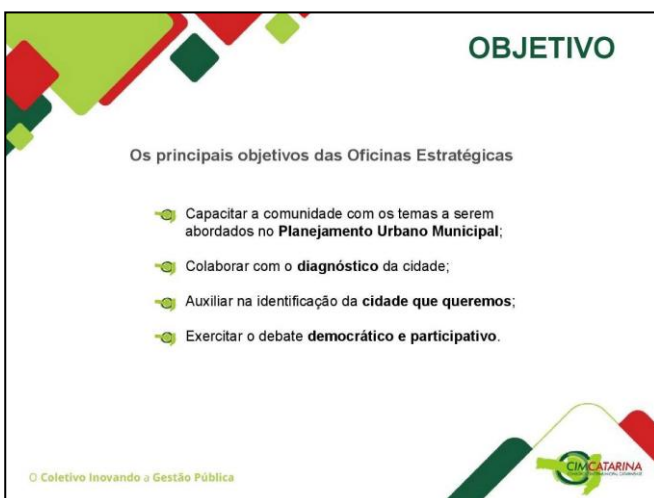 OBJETIVO
Os principais objetivos das Oficinas Estratégicas
Capacitar a comunidade com os temas a serem
abordados no Planejamento Urbano Municipal;
Colaborar com o diagnóstico da cidade;
Auxiliar na identificação da cidade que queremos;
Exercitar o debate democrático e participativo.
O Coletivo Inovando a Gestão Pública
CIMCATARINA